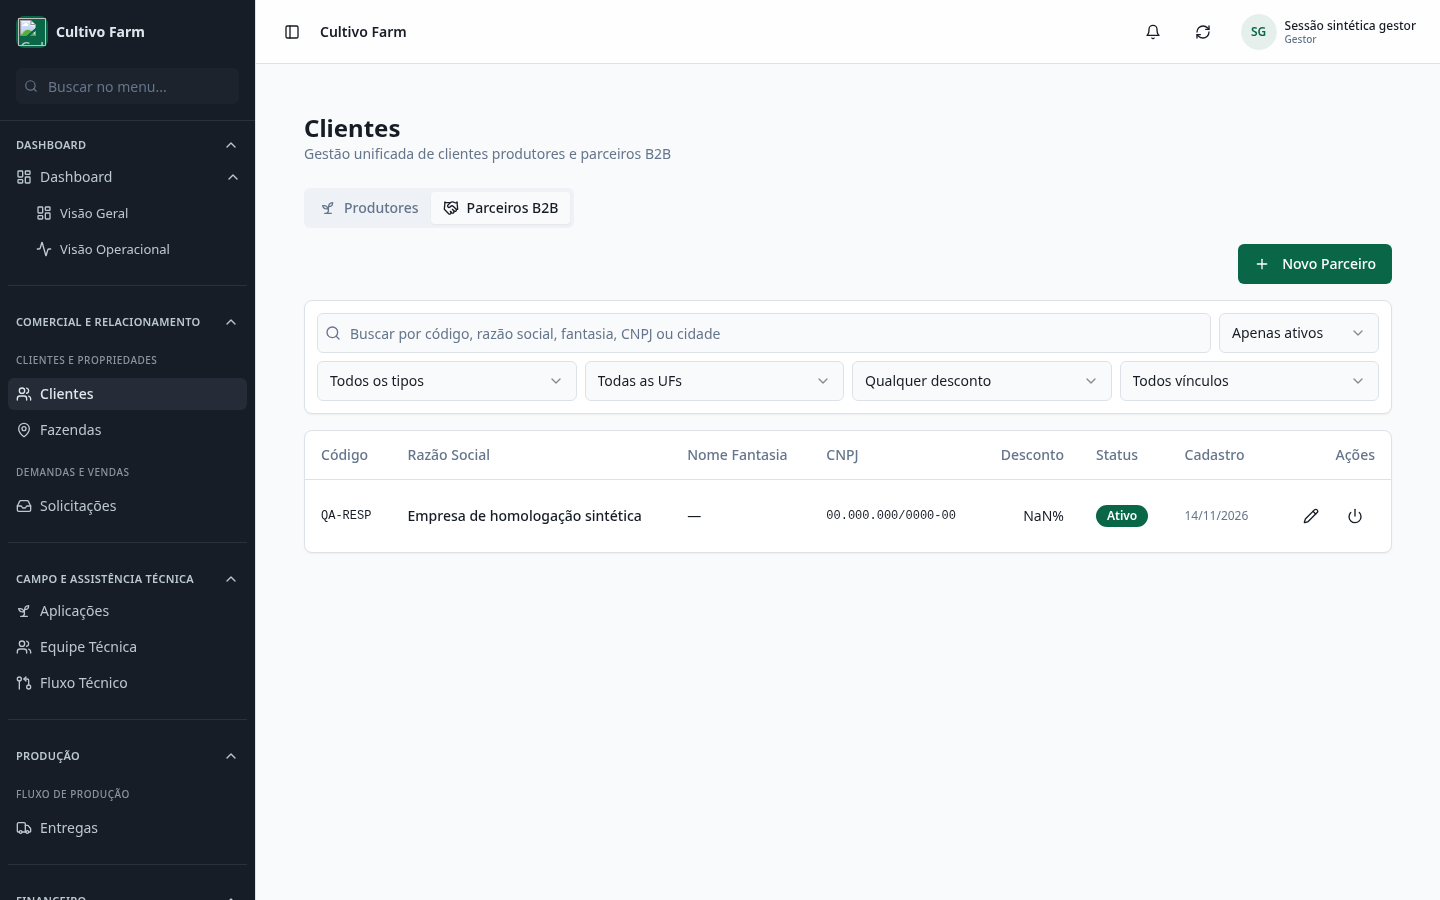 Cultivo Farm
Buscar no menu...
DASHBOARD
Dashboard
Visão Geral
Visão Operacional
COMERCIAL E RELACIONAMENTO
CLIENTES E PROPRIEDADES
Clientes
Fazendas
DEMANDAS E VENDAS
Solicitações
CAMPO E ASSISTÊNCIA TÉCNICA
Aplicações
Equipe Técnica
Fluxo Técnico
PRODUÇÃO
FLUXO DE PRODUÇÃO
Entregas
FINANCEIRO
Cultivo Farm
SG
Sessão sintética gestor
Gestor
Clientes
Gestão unificada de clientes produtores e parceiros B2B
Produtores
Parceiros B2B
Novo Parceiro
Buscar por código, razão social, fantasia, CNPJ ou cidade
Apenas ativos
Todos os tipos
Todas as UFs
Qualquer desconto
Todos vínculos
Código Razão Social Nome Fantasia CNPJ Desconto Status Cadastro Ações
QA-RESP Empresa de homologação sintética — 00.000.000/0000-00 NaN% Ativo 14/11/2026